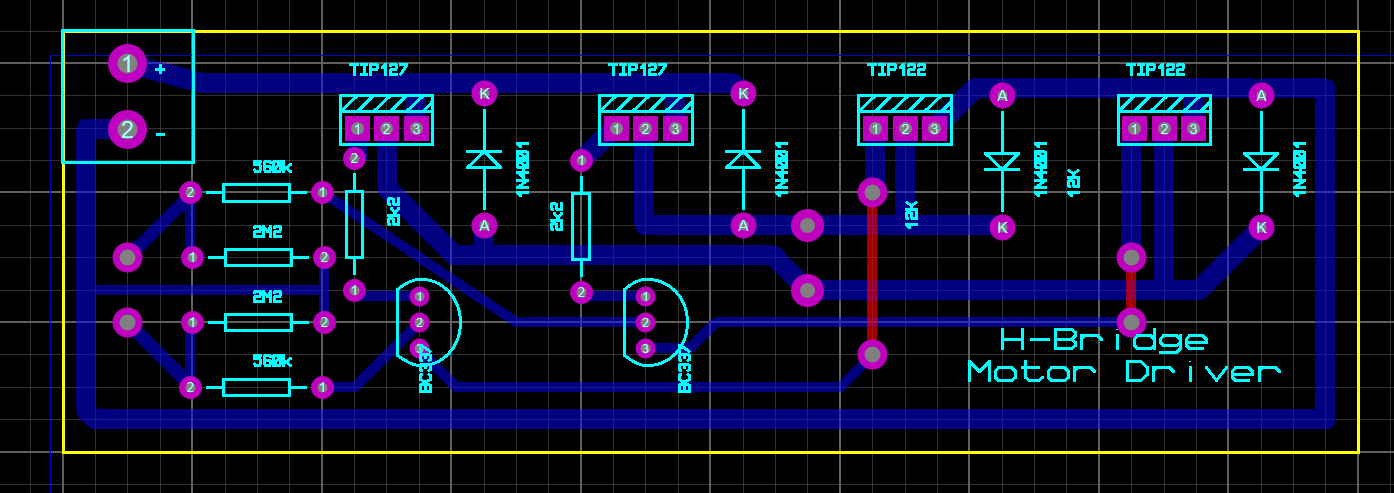 1 +
2 -
TIP127
TIP127
TIP122
TIP122
K
K
A
A
1 2 3
1 2 3
1 2 3
1 2 3
2
1
1N4001
1N4001
1N4001
12K
1N4001
560k
2 1
2k2
2k2
12K
A
A
K
K
2M2
1 2
2M2
1
2
1
2
3
1
2
3
1 2
560k
2 1
BC337
BC337
H-Bridge
Motor Driver